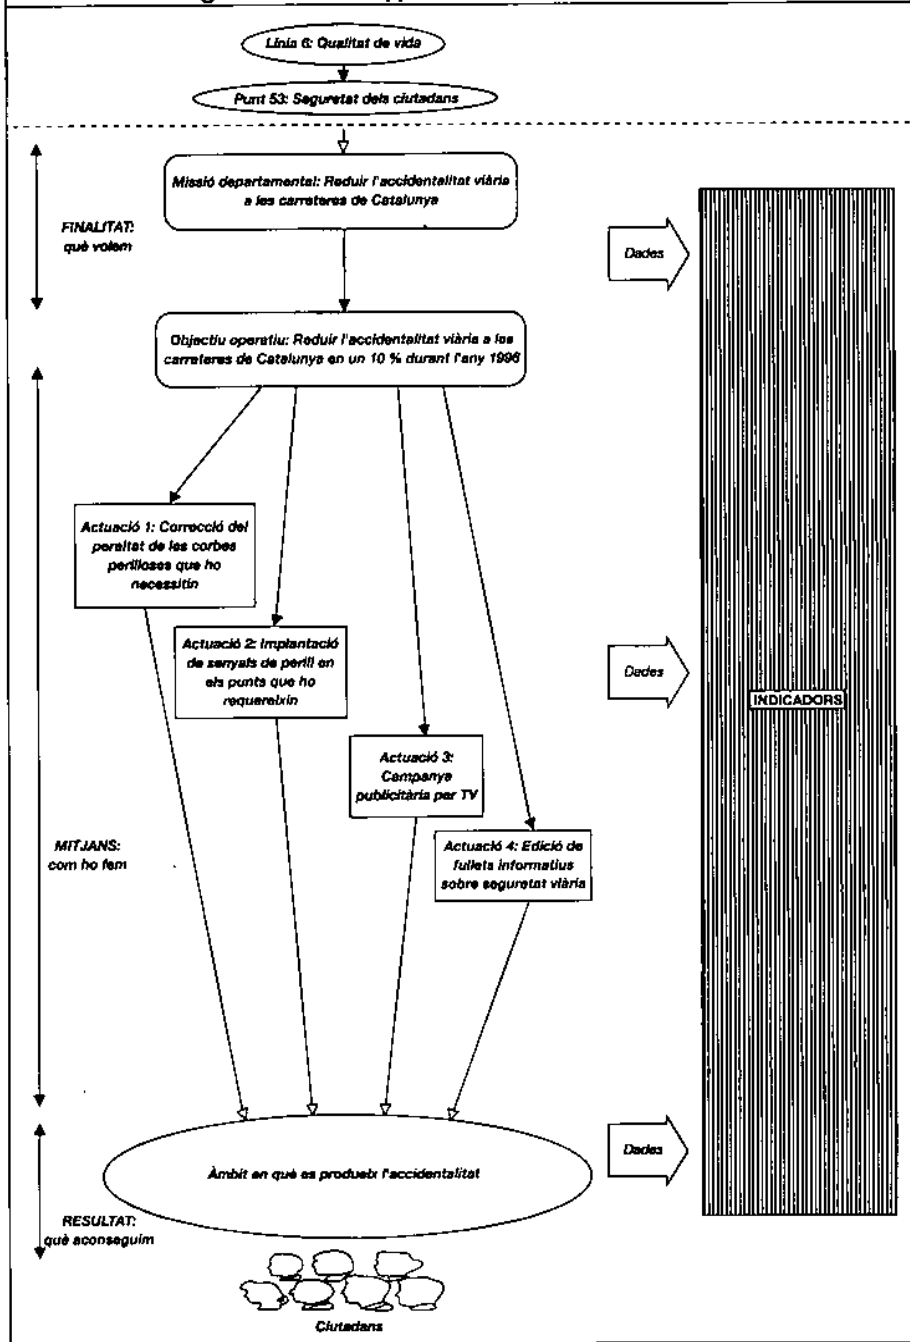 Línia 6: Qualitat de vida
Punt 53: Seguretat dels ciutadans
Missió departamental: Reduir l'accidentalitat viària
a les carreteres de Catalunya
FINALITAT:
què volem
Dades
Objectiu operatiu: Reduir l'accidentalitat viària a les
carreteres de Catalunya en un 10 % durant l'any 1996
Actuació 1: Correcció del
peraltat de les corbes
perilloses que ho
necessitin
Actuació 2: Implantació
de senyals de perill en
els punts que ho
requereixin
Dades
INDICADORS
Actuació 3:
Campanya
publicitària per TV
MITJANS:
com ho fem
Actuació 4: Edició de
fullets informatius
sobre seguretat viària
Àmbit en què es produeix l'accidentalitat
Dades
RESULTAT:
què aconseguim
Ciutadans